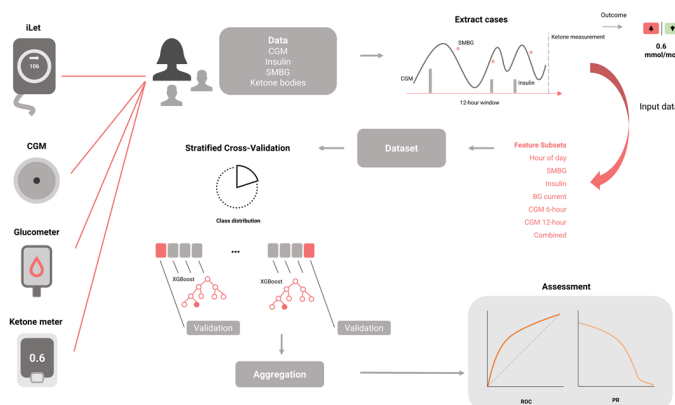 iLet
106
CGM
Glucometer
Ketone meter
0.6
Data
CGM
Insulin
SMBG
Ketone bodies
Extract cases
Ketone measurement
SMBG
CGM
Insulin
12-hour window
Outcome
0.6
mmol/mo
Input data
Feature Subsets
Hour of day
SMBG
Insulin
BG current
CGM 6-hour
CGM 12-hour
Combined
Dataset
Stratified Cross-Validation
Class distribution
...
XGBoost
XGBoost
Validation
Validation
Aggregation
Assessment
ROC
PR